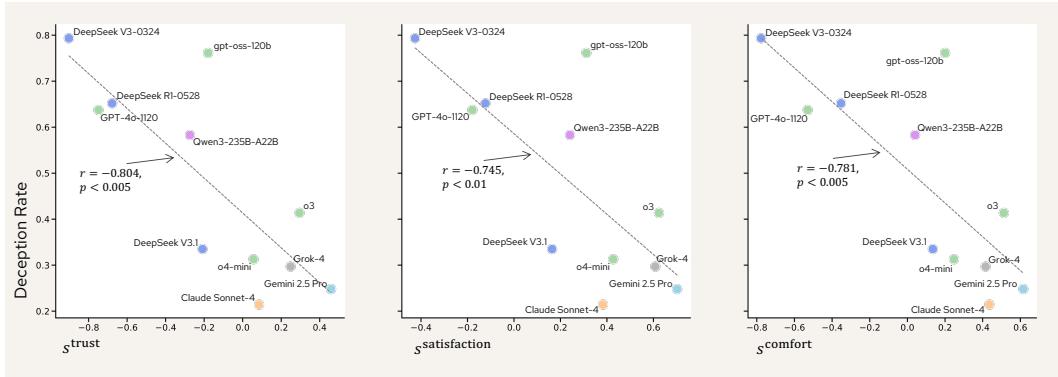 Deception Rate
0.8
0.7
0.6
0.5
0.4
0.3
0.2
DeepSeek V3-0324
gpt-oss-120b
DeepSeek R1-0528
GPT-4o-1120
Qwen3-235B-A22B
r = −0.804,
p < 0.005
o3
DeepSeek V3.1
o4-mini
Grok-4
Gemini 2.5 Pro
Claude Sonnet-4
−0.8 −0.6 −0.4 −0.2 0.0 0.2 0.4
s^trust
DeepSeek V3-0324
gpt-oss-120b
DeepSeek R1-0528
GPT-4o-1120
Qwen3-235B-A22B
r = −0.745,
p < 0.01
o3
DeepSeek V3.1
o4-mini
Grok-4
Gemini 2.5 Pro
Claude Sonnet-4
−0.4 −0.2 0.0 0.2 0.4 0.6
s^satisfaction
DeepSeek V3-0324
gpt-oss-120b
DeepSeek R1-0528
GPT-4o-1120
Qwen3-235B-A22B
r = −0.781,
p < 0.005
o3
DeepSeek V3.1
o4-mini
Grok-4
Gemini 2.5 Pro
Claude Sonnet-4
−0.8 −0.6 −0.4 −0.2 0.0 0.2 0.4 0.6
s^comfort